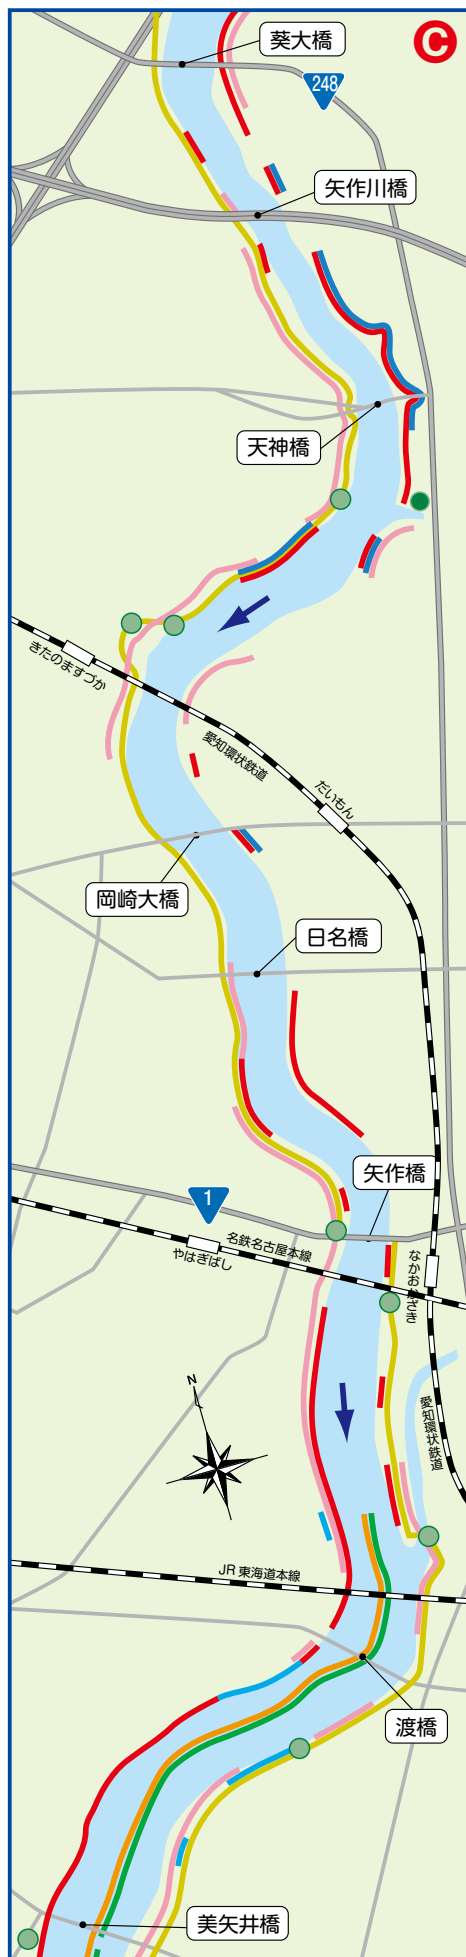 C
葵大橋
248
矢作川橋
天神橋
きたのますづか
愛知環状鉄道
だいもん
岡崎大橋
日名橋
矢作橋
1
名鉄名古屋本線
やはぎばし
なかおかざき
N
愛知環状鉄道
JR東海道本線
渡橋
美矢井橋